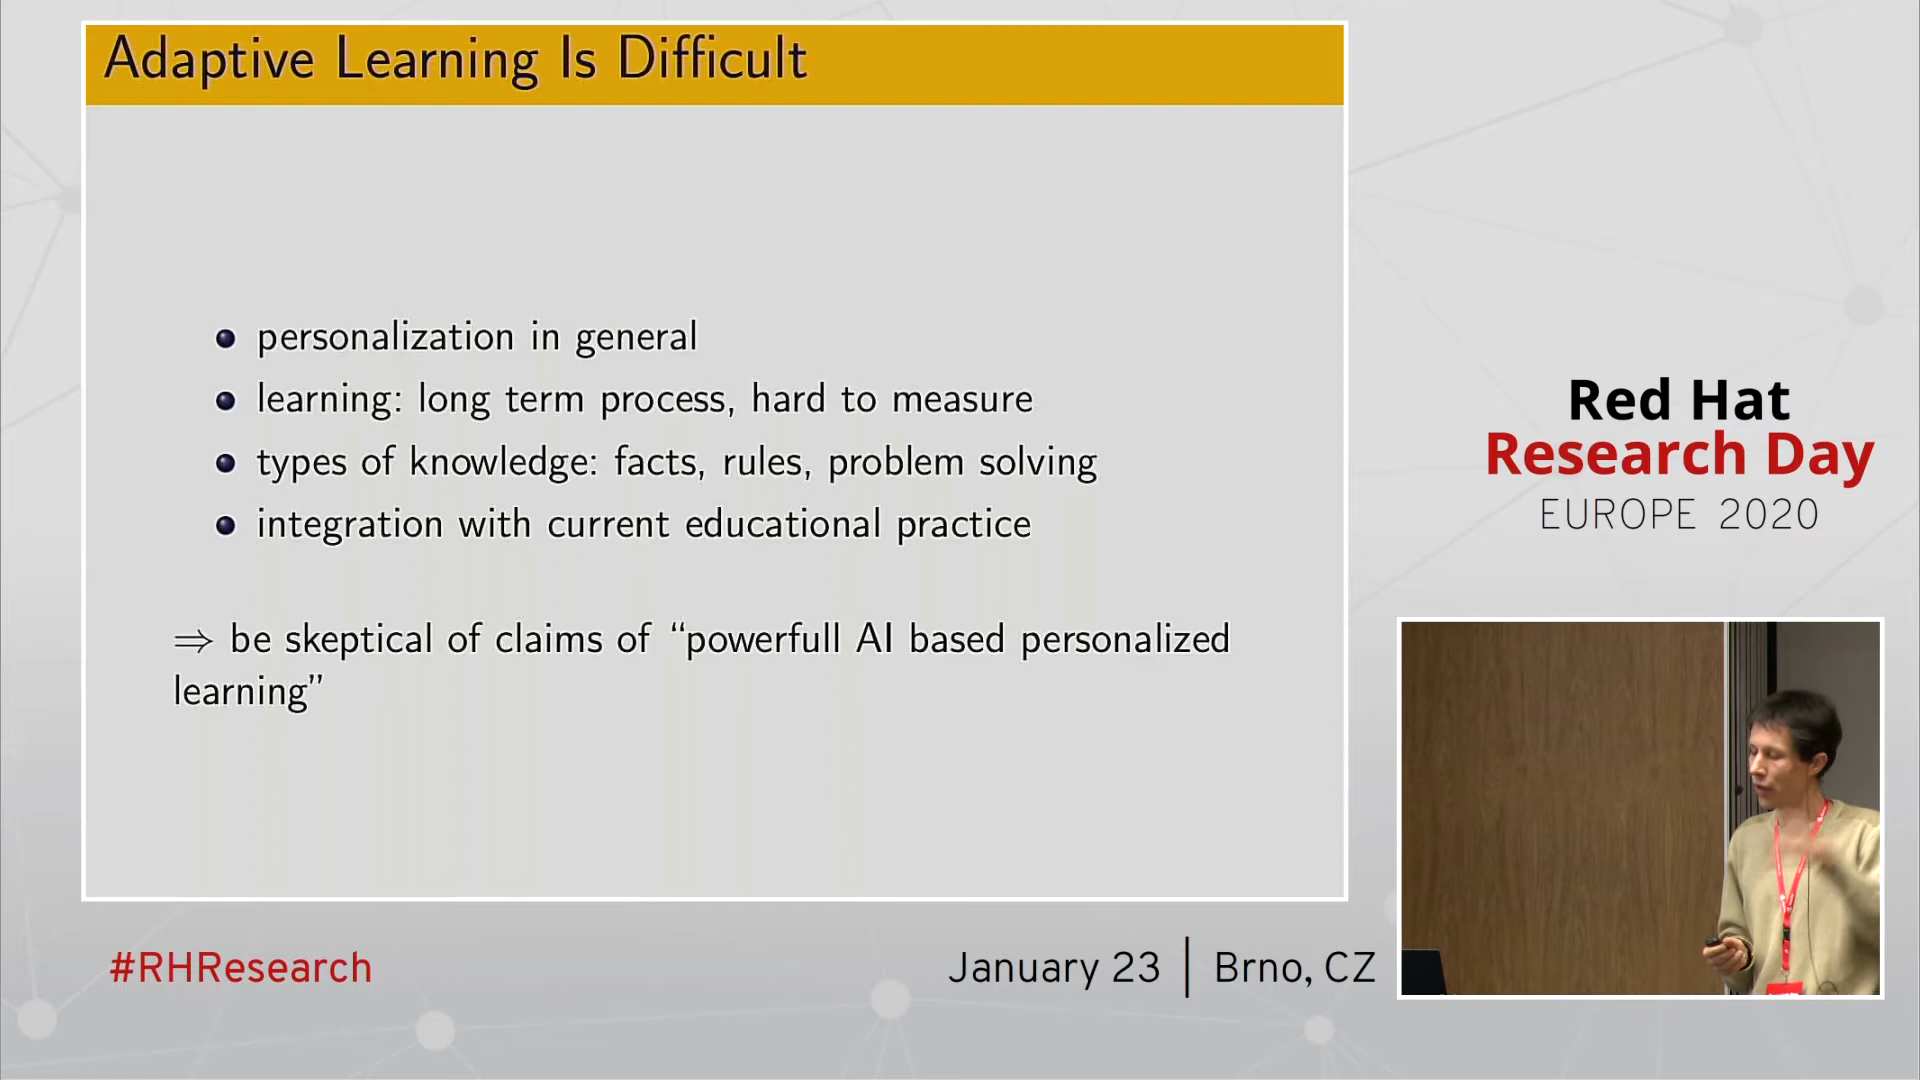 Adaptive Learning Is Difficult
personalization in general
learning: long term process, hard to measure
types of knowledge: facts, rules, problem solving
integration with current educational practice
⇒ be skeptical of claims of “powerfull AI based personalized
learning”
Red Hat
Research Day
EUROPE 2020
#RHResearch
January 23 | Brno, CZ